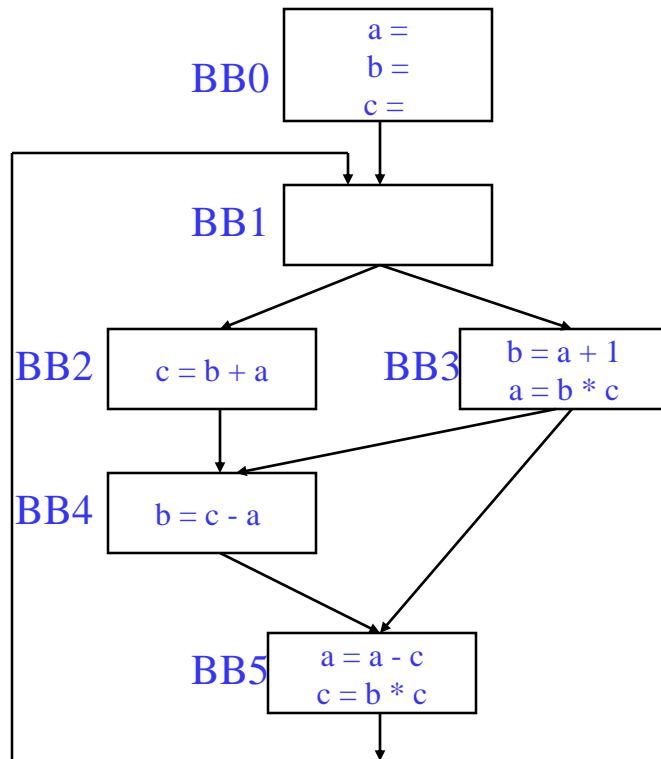 BB0
a =
b =
c =
BB1
BB2
c = b + a
BB3
b = a + 1
a = b * c
BB4
b = c - a
BB5
a = a - c
c = b * c